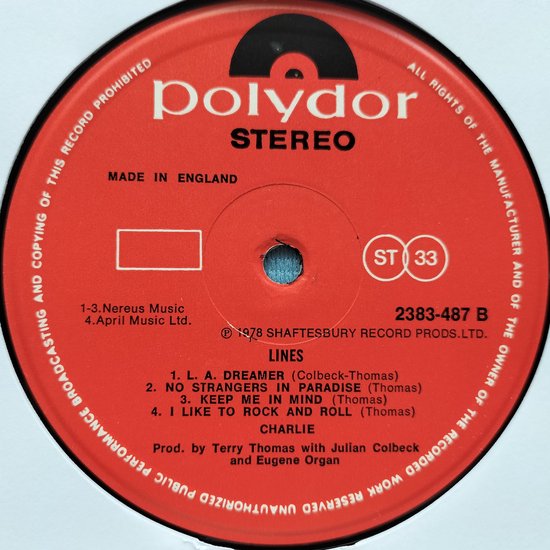 polydor
STEREO
MADE IN ENGLAND
ST 33
1-3. Nereus Music
4. April Music Ltd.
2383-487 B
℗ 1978 SHAFTESBURY RECORD PRODS. LTD.
LINES
1. L. A. DREAMER (Colbeck-Thomas)
2. NO STRANGERS IN PARADISE (Thomas)
3. KEEP ME IN MIND (Thomas)
4. I LIKE TO ROCK AND ROLL (Thomas)
CHARLIE
Prod. by Terry Thomas with Julian Colbeck
and Eugene Organ
ALL RIGHTS OF THE MANUFACTURER AND OF THE OWNER OF THE RECORDED WORK RESERVED UNAUTHORIZED PUBLIC PERFORMANCE BROADCASTING AND COPYING OF THIS RECORD PROHIBITED